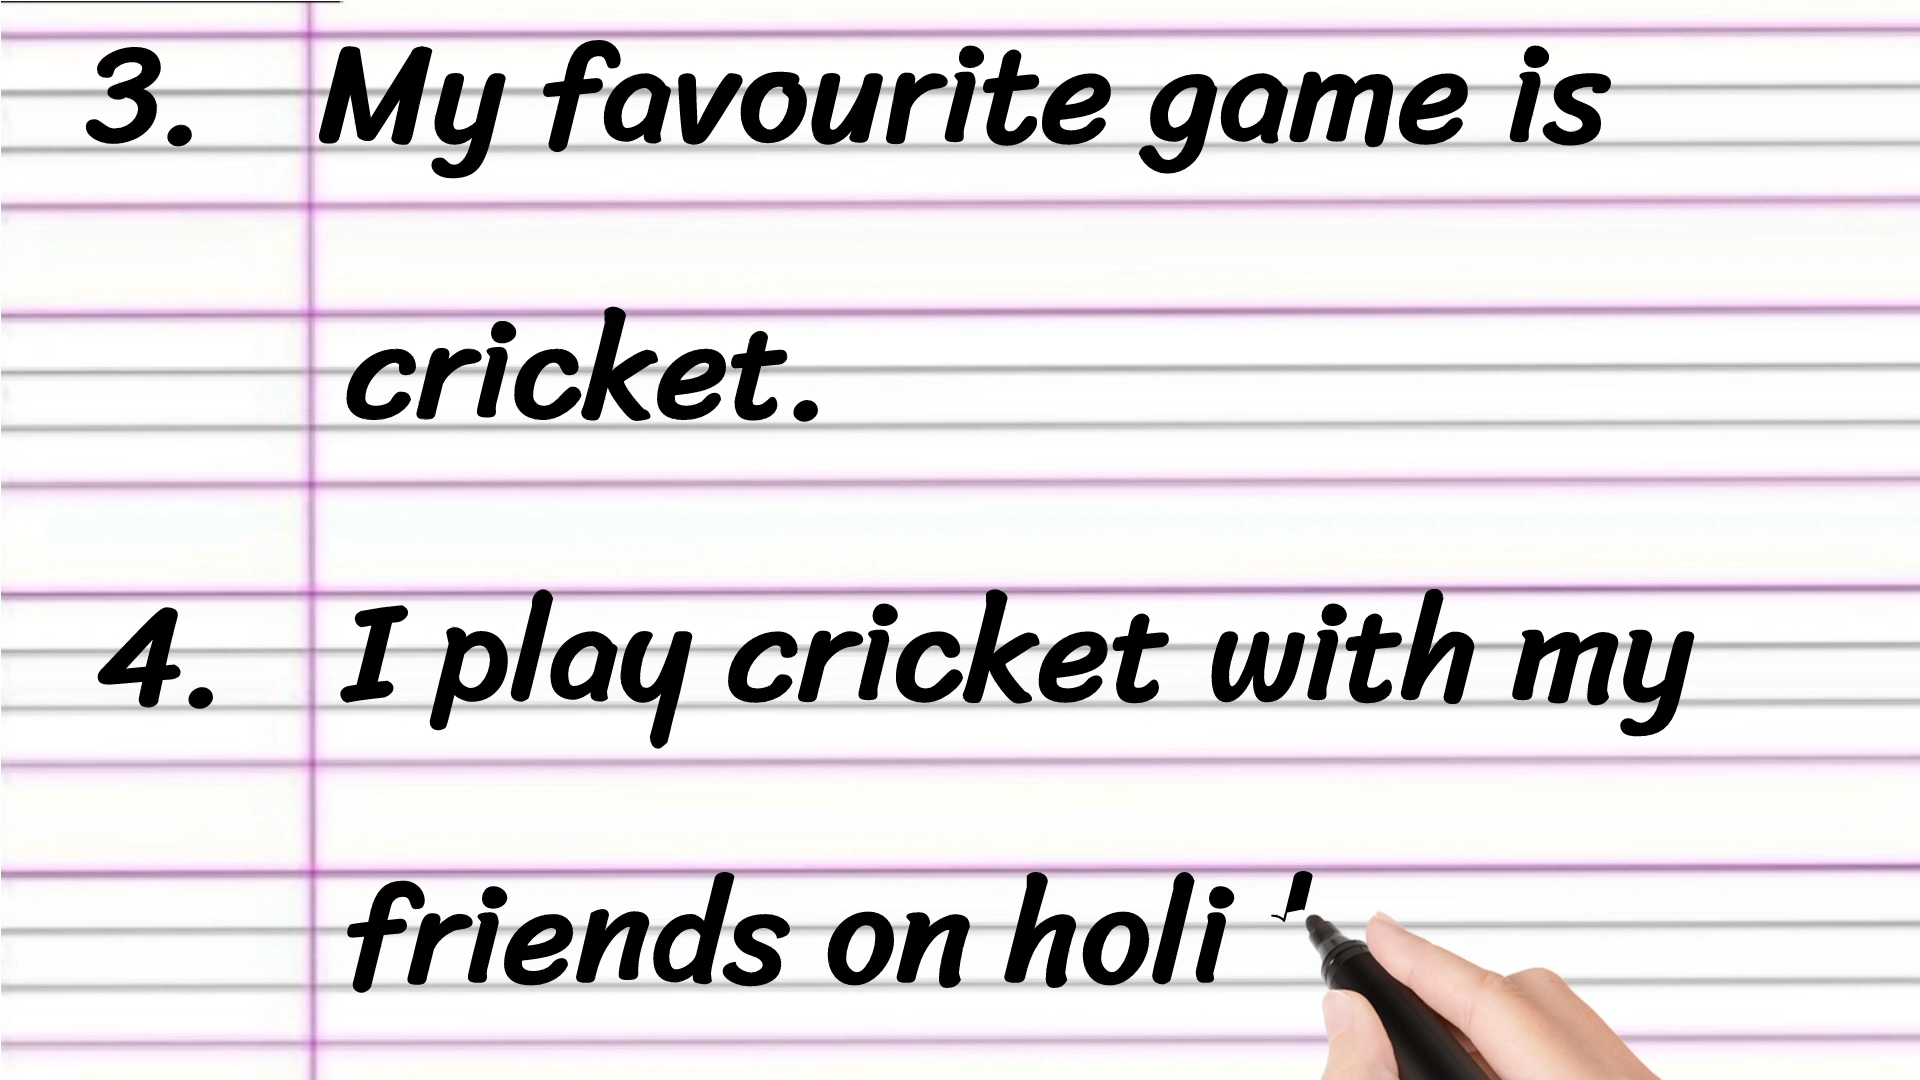 3. My favourite game is
cricket.
4. I play cricket with my
friends on holi